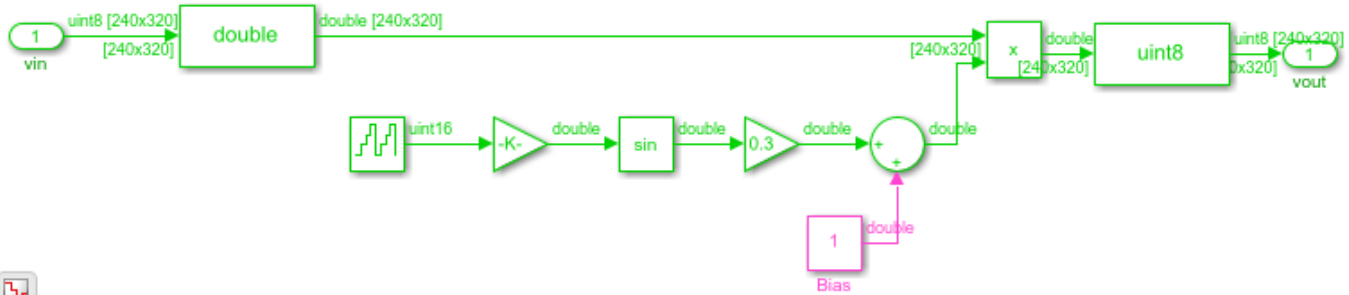 uint8 [240x320]
1
[240x320]
vin
double
double [240x320]
[240x320]
x
double
[240x320]
uint8
uint8 [240x320]
1
0x320]
vout
uint16
-K-
double
sin
double
0.3
double
+
+
double
1
double
Bias